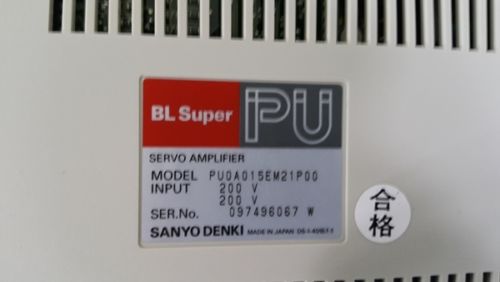 BL Super PU
SERVO AMPLIFIER
MODEL PU0A015EM21P00
INPUT 200 V
200 V
SER.No. 097496067 W
SANYO DENKI MADE IN JAPAN
合格